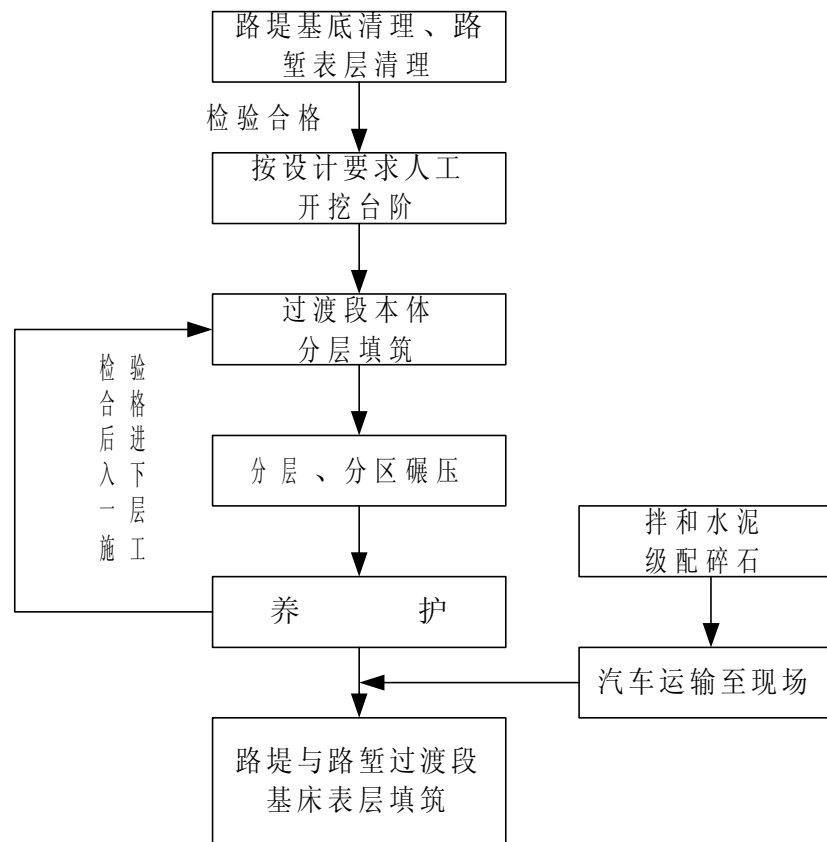 路堤基底清理、路
堑表层清理
检验合格
按设计要求人工
开挖台阶
过渡段本体
分层填筑
检验
合格
后进
入下
一层
施工
分层、分区碾压
拌和水泥
级配碎石
养护
汽车运输至现场
路堤与路堑过渡段
基床表层填筑